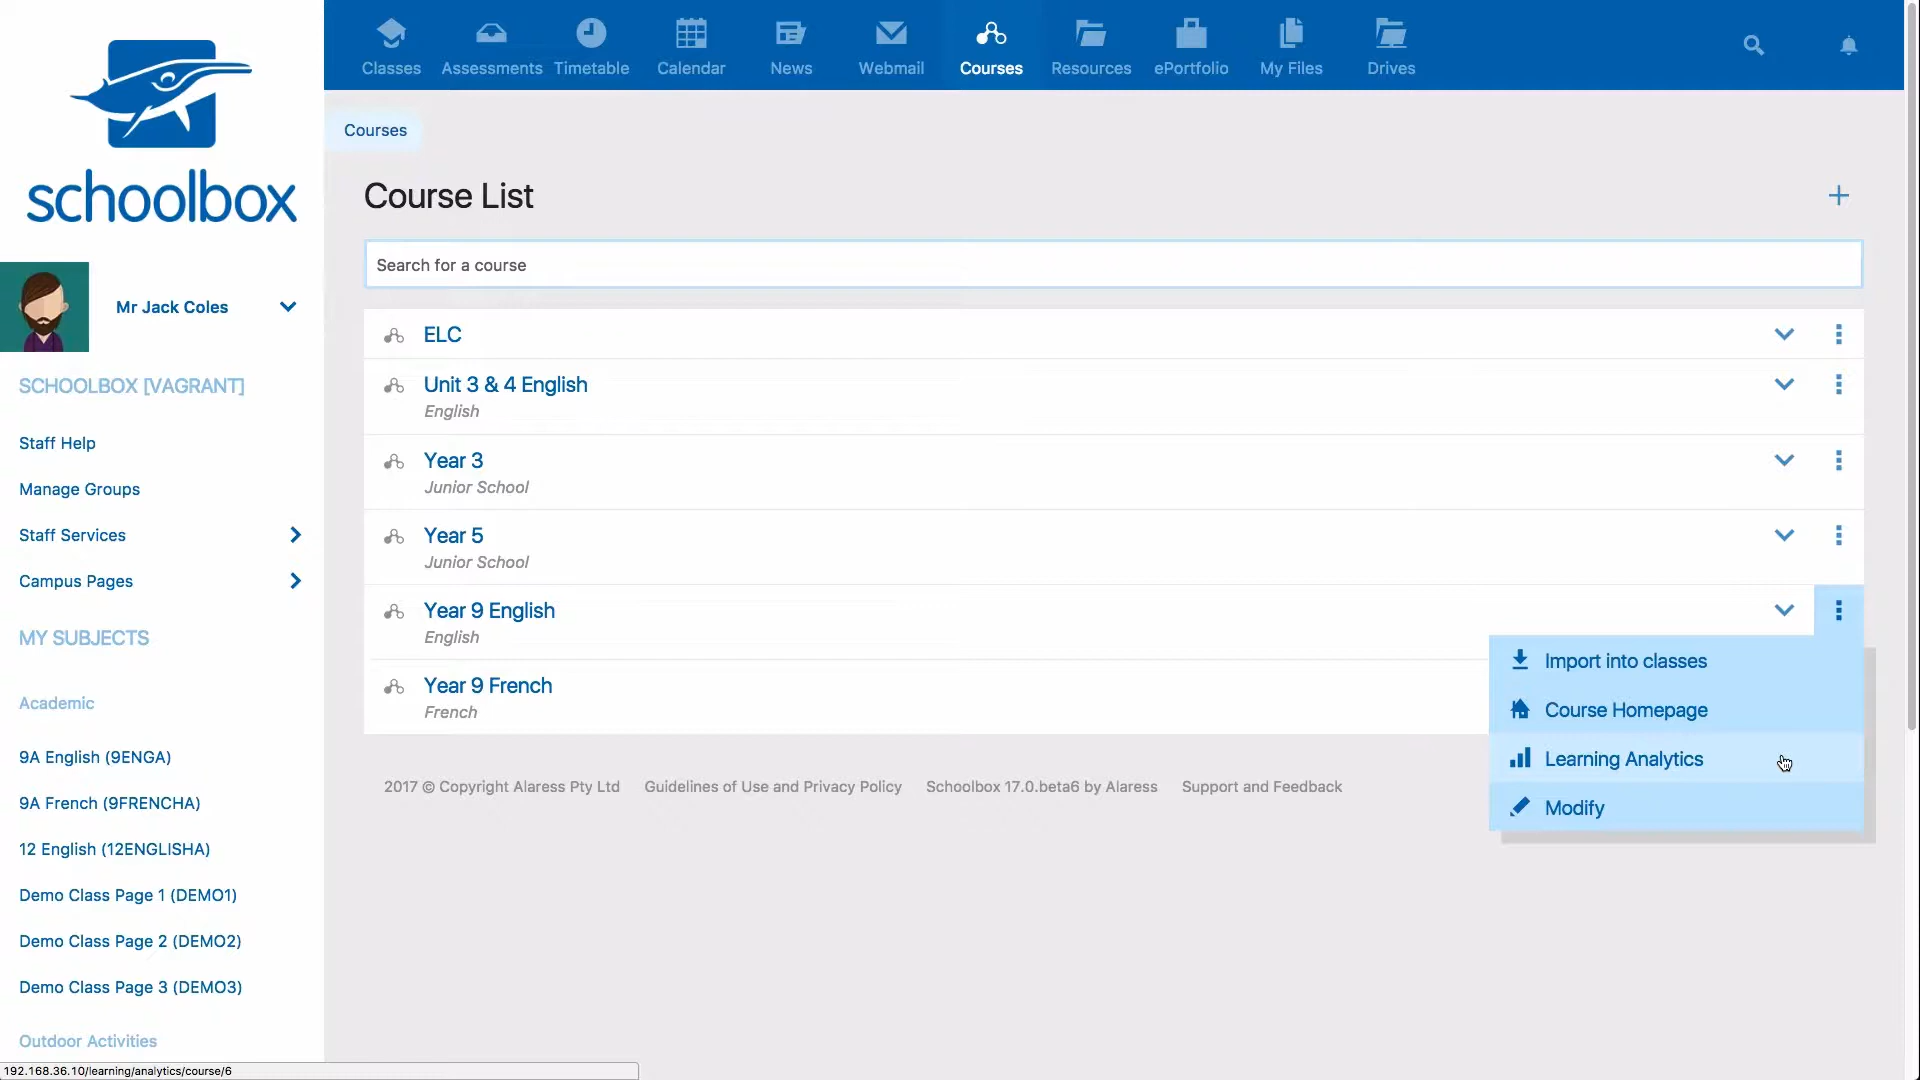 schoolbox
Classes
Assessments
Timetable
Calendar
News
Webmail
Courses
Resources
ePortfolio
My Files
Drives
Mr Jack Coles
SCHOOLBOX [VAGRANT]
Staff Help
Manage Groups
Staff Services
Campus Pages
MY SUBJECTS
Academic
9A English (9ENGA)
9A French (9FRENCHA)
12 English (12ENGLISHA)
Demo Class Page 1 (DEMO1)
Demo Class Page 2 (DEMO2)
Demo Class Page 3 (DEMO3)
Outdoor Activities
Courses
Course List
Search for a course
ELC
Unit 3 & 4 English
English
Year 3
Junior School
Year 5
Junior School
Year 9 English
English
Year 9 French
French
Import into classes
Course Homepage
Learning Analytics
Modify
2017 © Copyright Alaress Pty Ltd Guidelines of Use and Privacy Policy Schoolbox 17.0.beta6 by Alaress Support and Feedback
192.168.36.10/learning/analytics/course/6